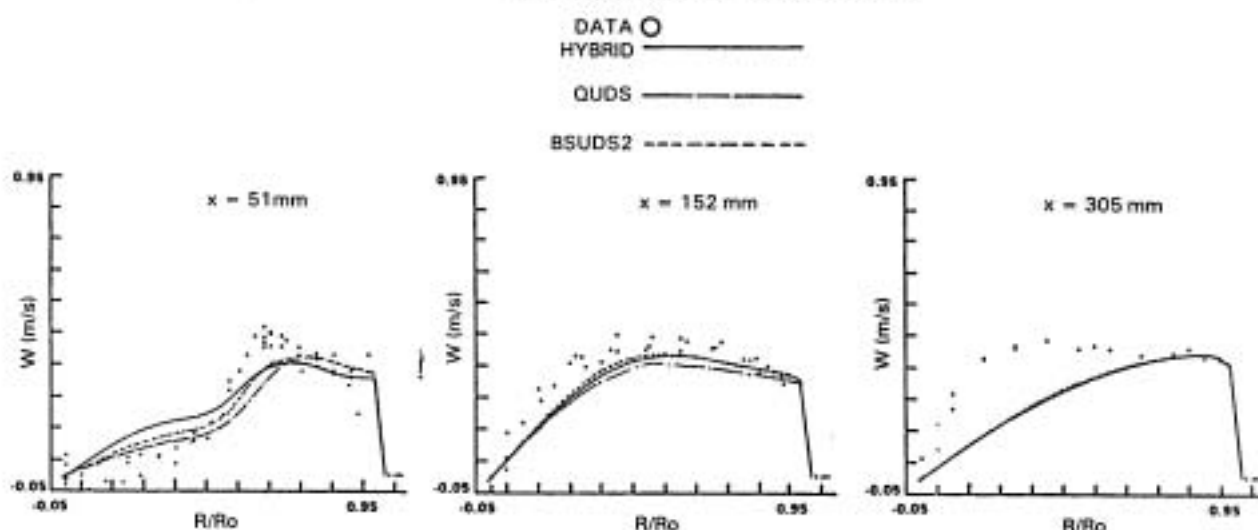 DATA
HYBRID
QUDS
BSUDS2
0.95
x = 51mm
W (m/s)
-0.05
-0.05
0.95
R/Ro
0.95
x = 152 mm
W (m/s)
-0.05
-0.05
0.95
R/Ro
0.95
x = 305 mm
W (m/s)
-0.05
-0.05
0.95
R/Ro